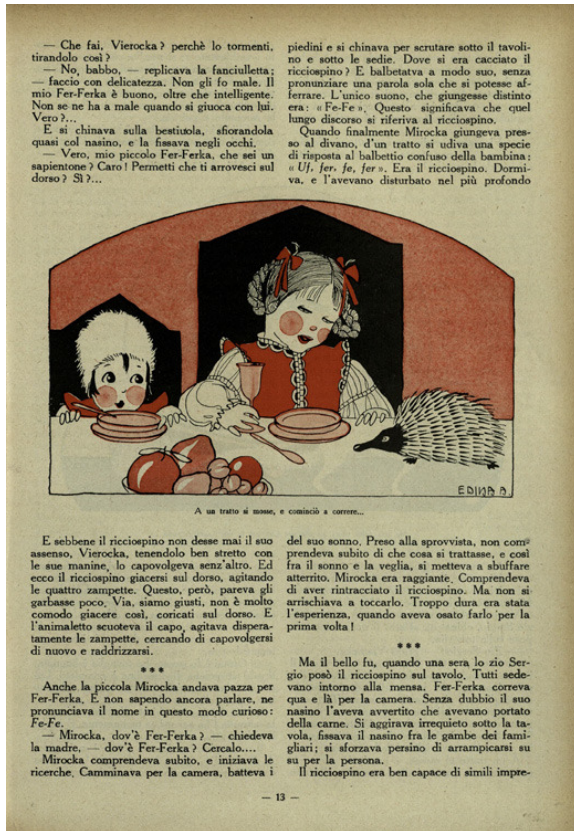 — Che fai, Vierocka? perchè lo tormenti,
tirandolo così?
— No, babbo, — replicava la fanciulletta;
— faccio con delicatezza. Non gli fo male. Il
mio Fer-Ferka è buono, oltre che intelligente.
Non se ne ha a male quando si giuoca con lui.
Vero?...
E si chinava sulla bestiuola, sfiorandola
quasi col nasino, e la fissava negli occhi.
— Vero, mio piccolo Fer-Ferka, che sei un
sapientone? Caro! Permetti che ti arrovesci sul
dorso? Sì?...
piedini e si chinava per scrutare sotto il tavoli-
no e sotto le sedie. Dove si era cacciato il
ricciospino? E balbetatva a modo suo, senza
pronunziare una parola sola che si potesse af-
ferrare. L'unico suono, che giungesse distinto
era: «Fe-Fe». Questo significava che quel
lungo discorso si riferiva al ricciospino.
Quando finalmente Mirocka giungeva pres-
so al divano, d'un tratto si udiva una specie
di risposta al balbettio confuso della bambina:
«Uf, fer, fe, fer». Era il ricciospino. Dormi-
va, e l'avevano disturbato nel più profondo
EDINA A.
A un tratto si mosse, e cominciò a correre...
E sebbene il ricciospino non desse mai il suo
assenso, Vierocka, tenendolo ben stretto con
le sue manine, lo capovolgeva senz'altro. Ed
ecco il ricciospino giacersi sul dorso, agitando
le quattro zampette. Questo, però, pareva gli
garbasse poco. Via, siamo giusti, non è molto
comodo giacere così, coricati sul dorso. E
l'animaletto scuoteva il capo, agitava dispera-
tamente le zampette, cercando di capovolgersi
di nuovo e raddrizzarsi.
***
Anche la piccola Mirocka andava pazza per
Fer-Ferka. E non sapendo ancora parlare, ne
pronunciava il nome in questo modo curioso:
Fe-Fe.
— Mirocka, dov'è Fer-Ferka? — chiedeva
la madre, — dov'è Fer-Ferka? Cercalo....
Mirocka comprendeva subito, e iniziava le
ricerche. Camminava per la camera, batteva i
del suo sonno. Preso alla sprovvista, non com-
prendeva subito di che cosa si trattasse, e così
fra il sonno e la veglia, si metteva a sbuffare
atterrito. Mirocka era raggiante. Comprendeva
di aver rintracciato il ricciospino. Ma non si
arrischiava a toccarlo. Troppo dura era stata
l'esperienza, quando aveva osato farlo per la
prima volta!
***
Ma il bello fu, quando una sera lo zio Ser-
gio posò il ricciospino sul tavolo. Tutti sede-
vano intorno alla mensa. Fer-Ferka correva
qua e là per la camera. Senza dubbio il suo
nasino l'aveva avvertito che avevano portato
della carne. Si aggirava irrequieto sotto la ta-
vola, fissava il nasino fra le gambe dei fami-
gliari; si sforzava persino di arrampicarsi su
su per la persona.
Il ricciospino era ben capace di simili impre-
— 13 —